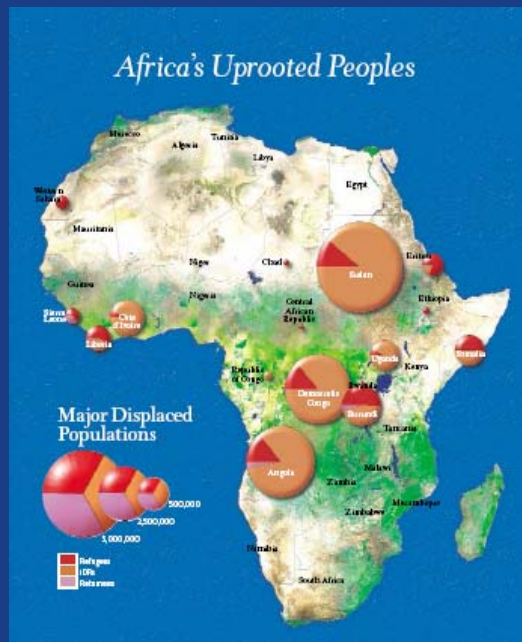 Africa's Uprooted Peoples
Morocco
Tunisia
Algeria
Libya
Egypt
Western
Sahara
Mauritania
Niger
Chad
Sudan
Eritrea
Guinea
Nigeria
Central
African
Republic
Ethiopia
Sierra
Leone
Côte
d'Ivoire
Liberia
Uganda
Somalia
Kenya
Republic
of Congo
Democratic
Congo
Rwanda
Burundi
Tanzania
Angola
Malawi
Zambia
Mozambique
Zimbabwe
Namibia
South Africa
Major Displaced
Populations
500,000
2,500,000
5,000,000
Refugees
IDPs
Returnees